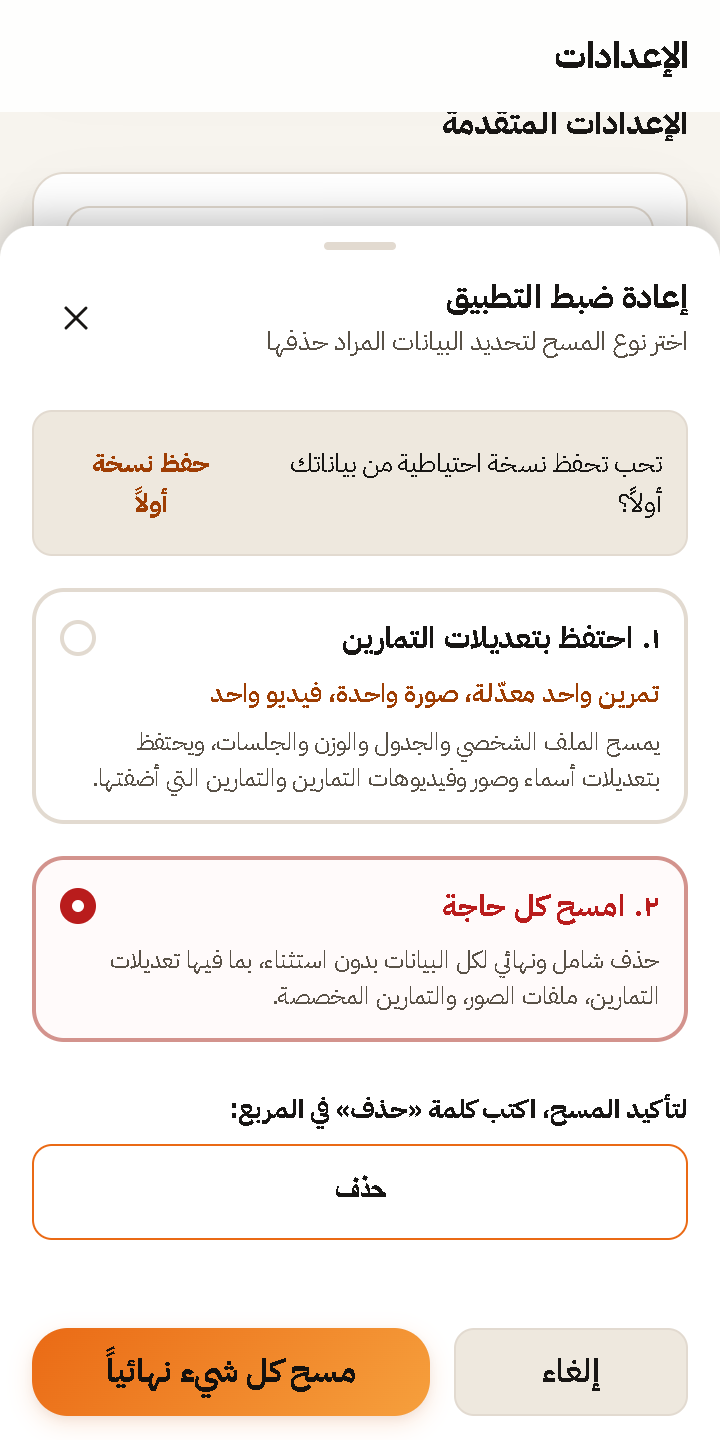 الإعدادات
الإعدادات المتقدمة
إعادة ضبط التطبيق
اختر نوع المسح لتحديد البيانات المراد حذفها
تحب تحفظ نسخة احتياطية من بياناتك
أولاً؟
حفظ نسخة
أولاً
١. احتفظ بتعديلات التمارين
تمرين واحد معدّلة، صورة واحدة، فيديو واحد
يمسح الملف الشخصي والجدول والوزن والجلسات، ويحتفظ
بتعديلات أسماء وصور وفيديوهات التمارين والتمارين التي أضفتها.
٢. امسح كل حاجة
حذف شامل ونهائي لكل البيانات بدون استثناء، بما فيها تعديلات
التمارين، ملفات الصور، والتمارين المخصصة.
لتأكيد المسح، اكتب كلمة «حذف» في المربع:
حذف
إلغاء
مسح كل شيء نهائياً